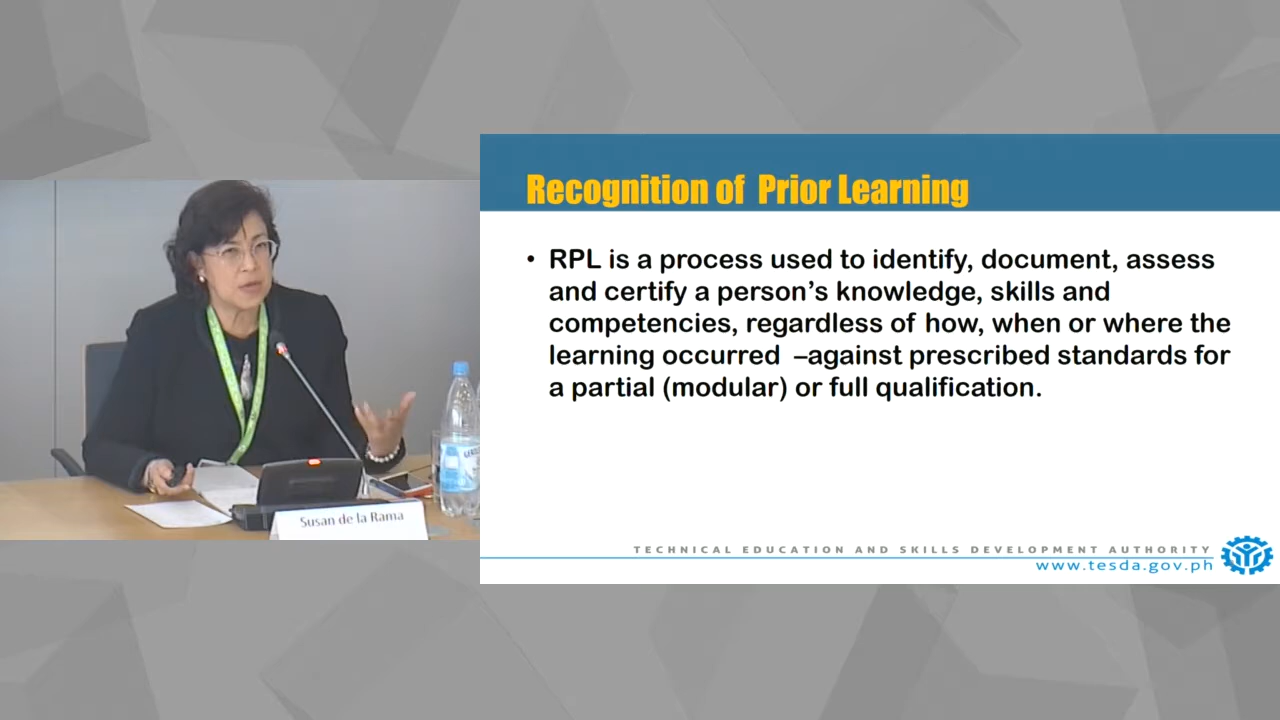 Recognition of Prior Learning
• RPL is a process used to identify, document, assess
and certify a person's knowledge, skills and
competencies, regardless of how, when or where the
learning occurred –against prescribed standards for
a partial (modular) or full qualification.
TECHNICAL EDUCATION AND SKILLS DEVELOPMENT AUTHORITY
www.tesda.gov.ph
Susan de la Rama